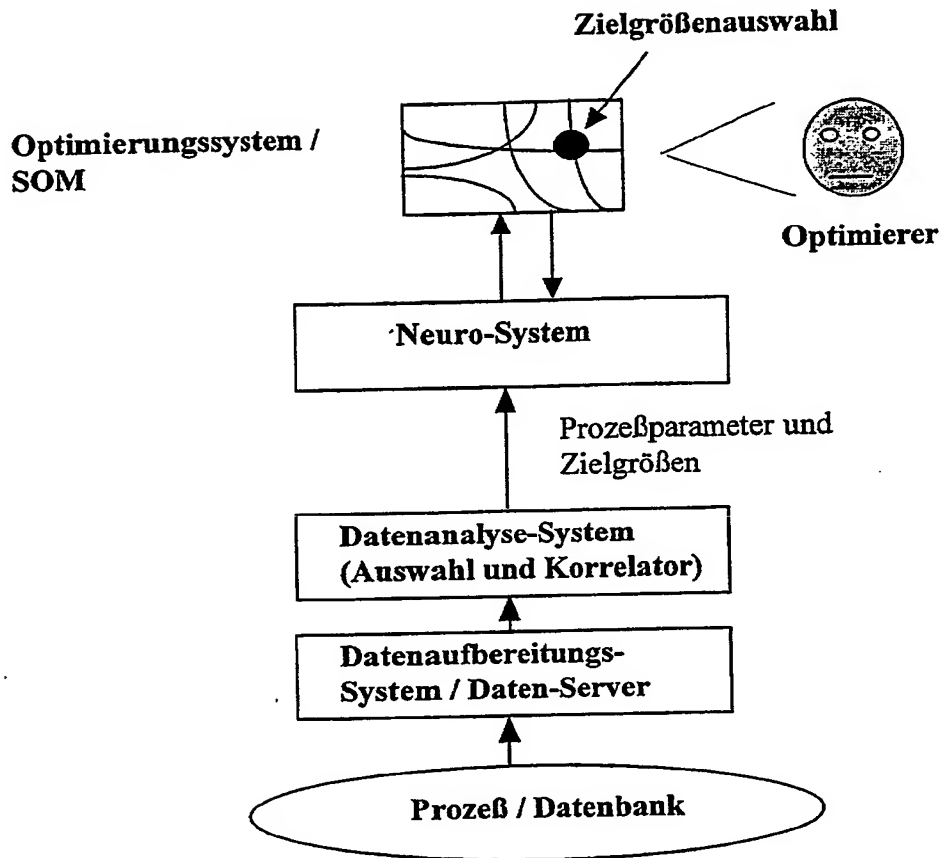 Zielgrößenauswahl
Optimierungssystem /
SOM
Optimierer
Neuro-System
Prozeßparameter und
Zielgrößen
Datenanalyse-System
(Auswahl und Korrelator)
Datenaufbereitungs-
System / Daten-Server
Prozeß / Datenbank